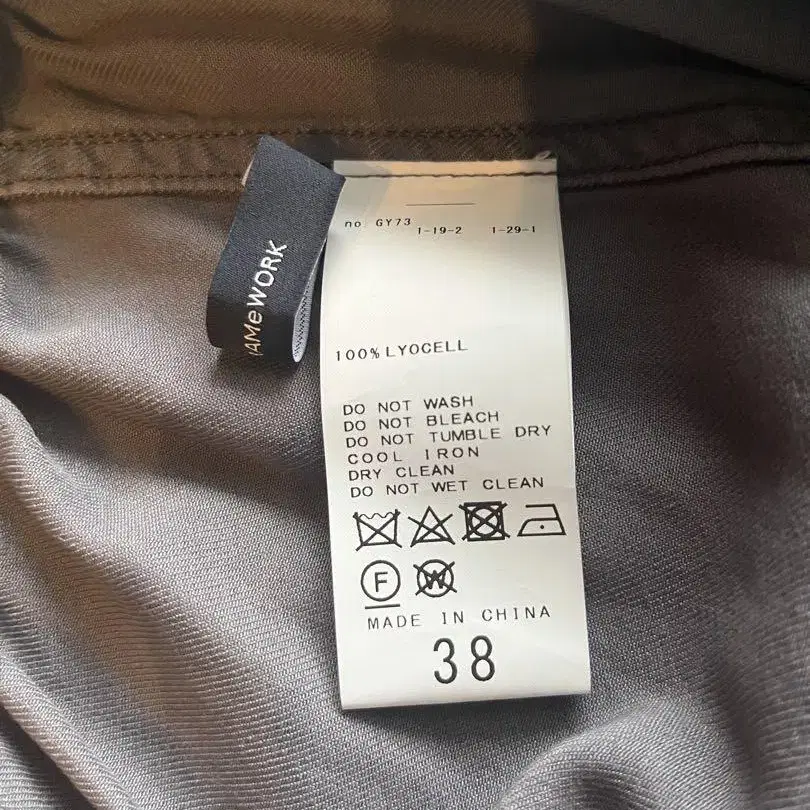 AMeWORK
no GY73 1-19-2 1-29-1
100% LYOCELL
DO NOT WASH
DO NOT BLEACH
DO NOT TUMBLE DRY
COOL IRON
DRY CLEAN
DO NOT WET CLEAN
F W
MADE IN CHINA
38